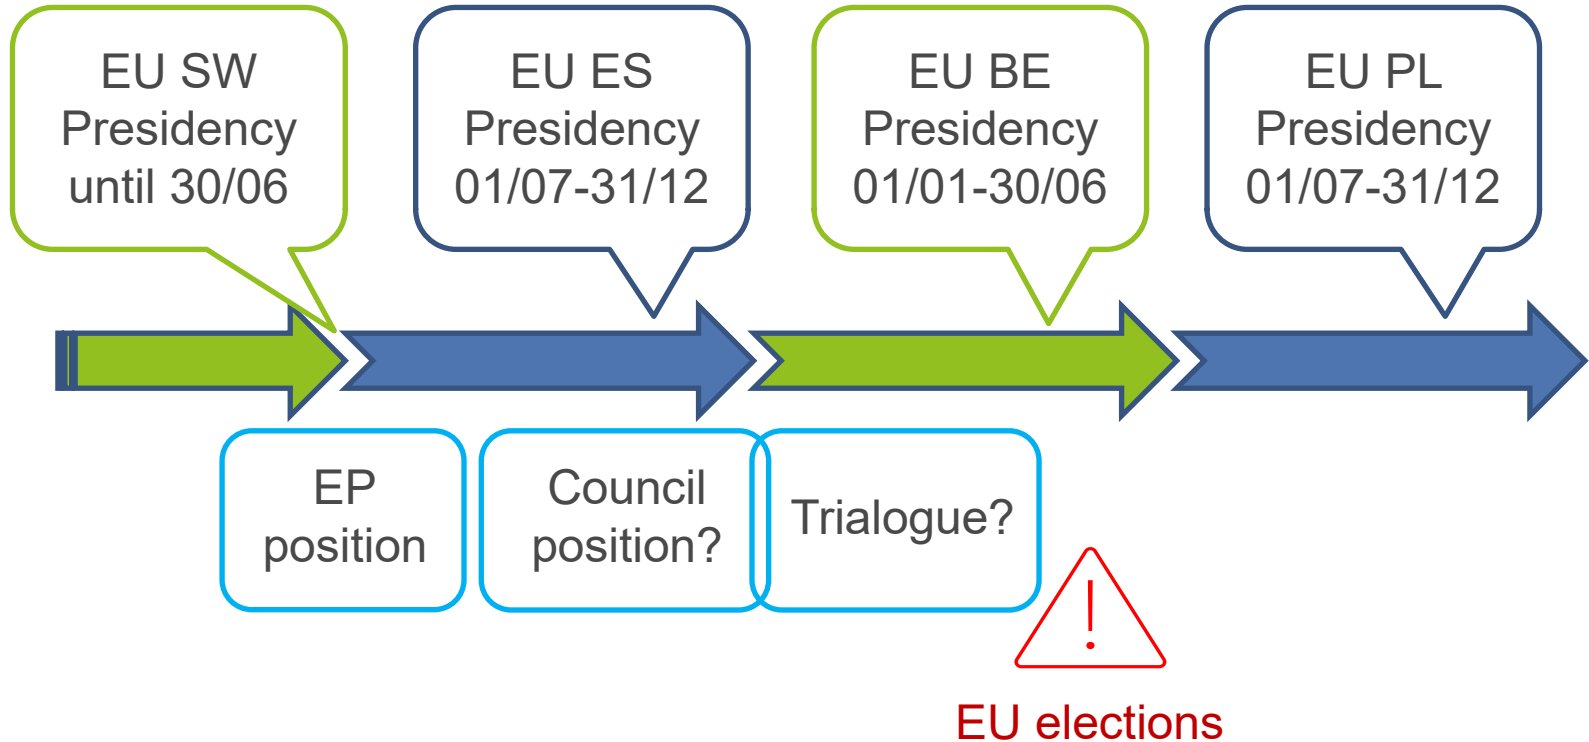 EU SW
Presidency
until 30/06
EU ES
Presidency
01/07-31/12
EU BE
Presidency
01/01-30/06
EU PL
Presidency
01/07-31/12
EP
position
Council
position?
Trialogue?
!
EU elections